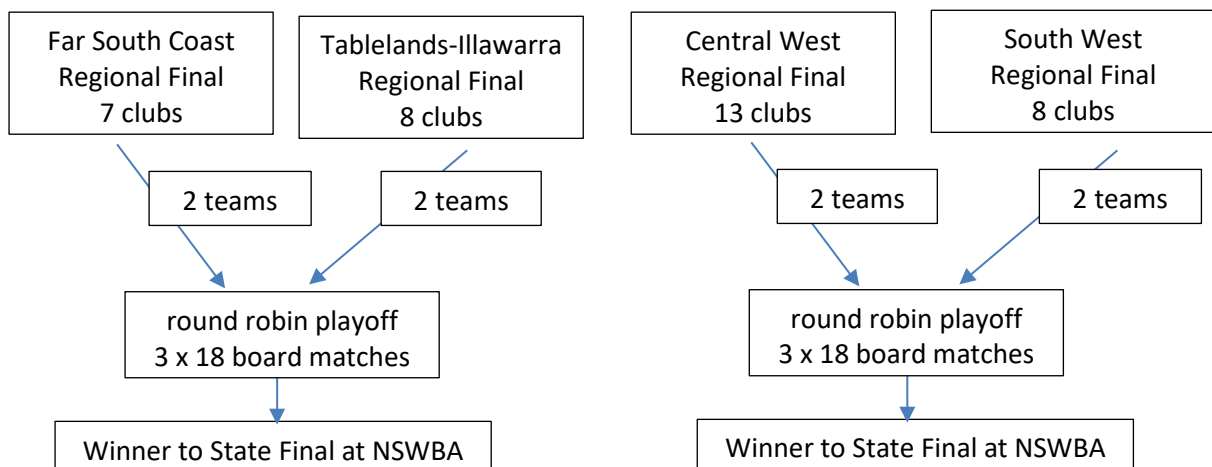 Far South Coast
Regional Final
7 clubs
Tablelands-Illawarra
Regional Final
8 clubs
Central West
Regional Final
13 clubs
South West
Regional Final
8 clubs
2 teams
2 teams
2 teams
2 teams
round robin playoff
3 x 18 board matches
round robin playoff
3 x 18 board matches
Winner to State Final at NSWBA
Winner to State Final at NSWBA